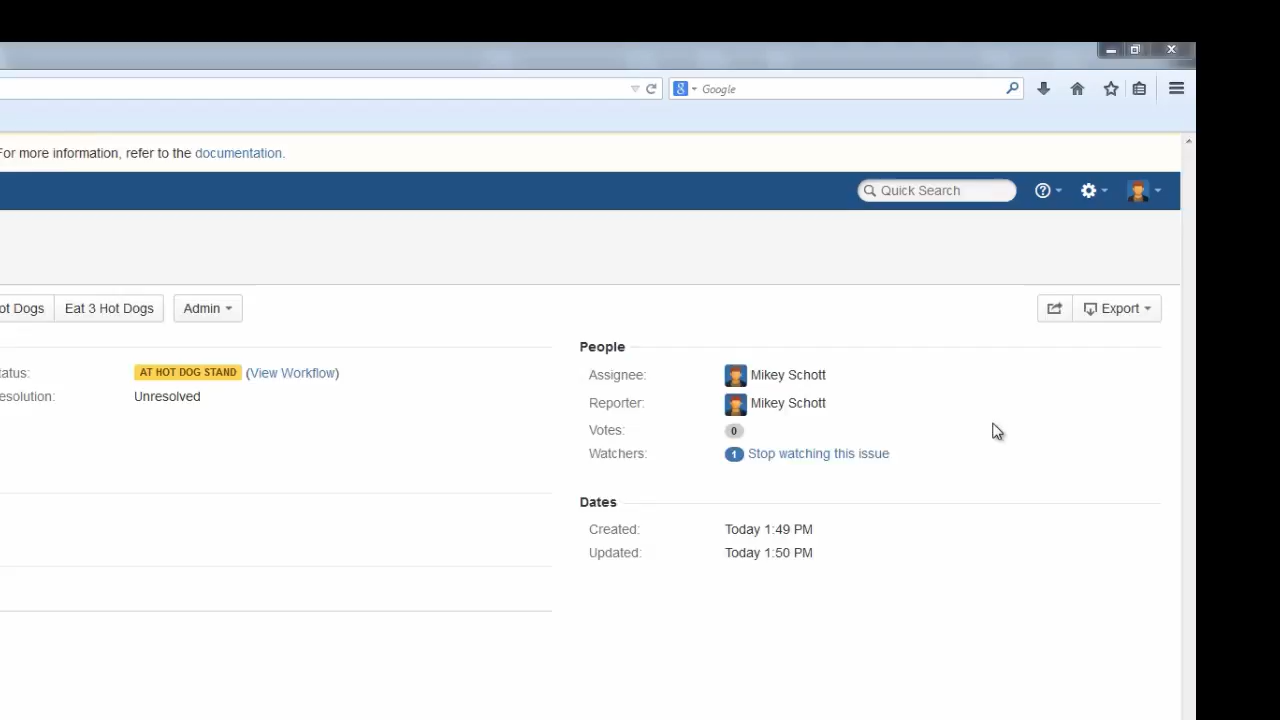 Google
For more information, refer to the documentation.
Quick Search
ot Dogs Eat 3 Hot Dogs Admin Export
People
tatus: AT HOT DOG STAND (View Workflow)
esolution: Unresolved
Assignee: Mikey Schott
Reporter: Mikey Schott
Votes: 0
Watchers: 1 Stop watching this issue
Dates
Created: Today 1:49 PM
Updated: Today 1:50 PM